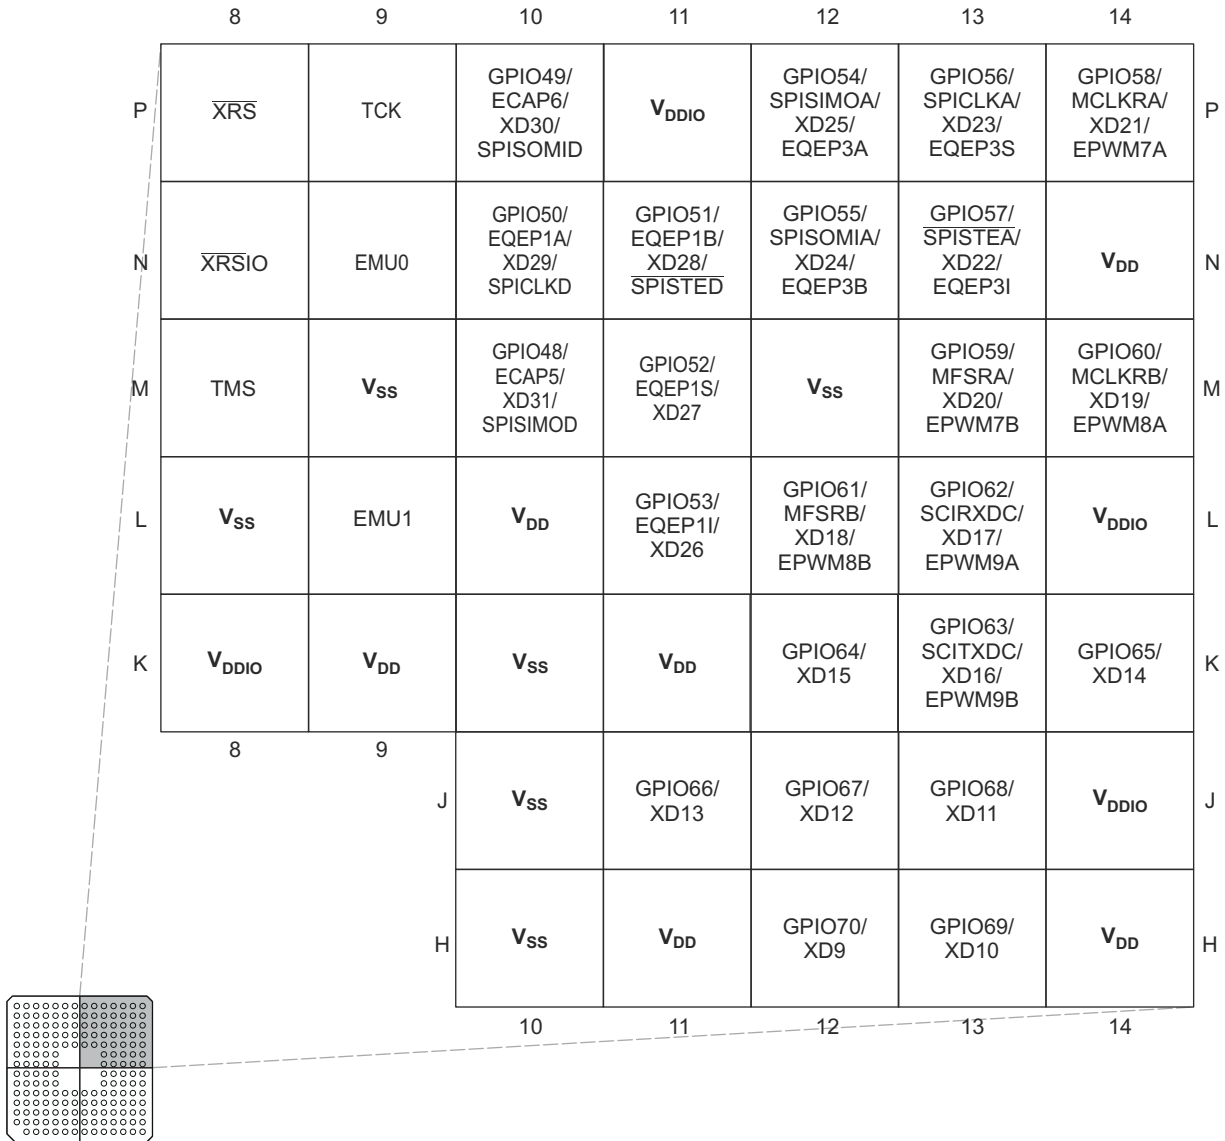 8 9 10 11 12 13 14
P XRS TCK GPIO49/ ECAP6/ XD30/ SPISOMID VDDIO GPIO54/ SPISIMOA/ XD25/ EQEP3A GPIO56/ SPICLKA/ XD23/ EQEP3S GPIO58/ MCLKRA/ XD21/ EPWM7A P
N XRSIO EMU0 GPIO50/ EQEP1A/ XD29/ SPICLKD GPIO51/ EQEP1B/ XD28/ SPISTED GPIO55/ SPISOMIA/ XD24/ EQEP3B GPIO57/ SPISTEA/ XD22/ EQEP3I VDD N
M TMS VSS GPIO48/ ECAP5/ XD31/ SPISIMOD GPIO52/ EQEP1S/ XD27 VSS GPIO59/ MFSRA/ XD20/ EPWM7B GPIO60/ MCLKRB/ XD19/ EPWM8A M
L VSS EMU1 VDD GPIO53/ EQEP1I/ XD26 GPIO61/ MFSRB/ XD18/ EPWM8B GPIO62/ SCIRXDC/ XD17/ EPWM9A VDDIO L
K VDDIO VDD VSS VDD GPIO64/ XD15 GPIO63/ SCITXDC/ XD16/ EPWM9B GPIO65/ XD14 K
8 9
J VSS GPIO66/ XD13 GPIO67/ XD12 GPIO68/ XD11 VDDIO J
H VSS VDD GPIO70/ XD9 GPIO69/ XD10 VDD H
10 11 12 13 14